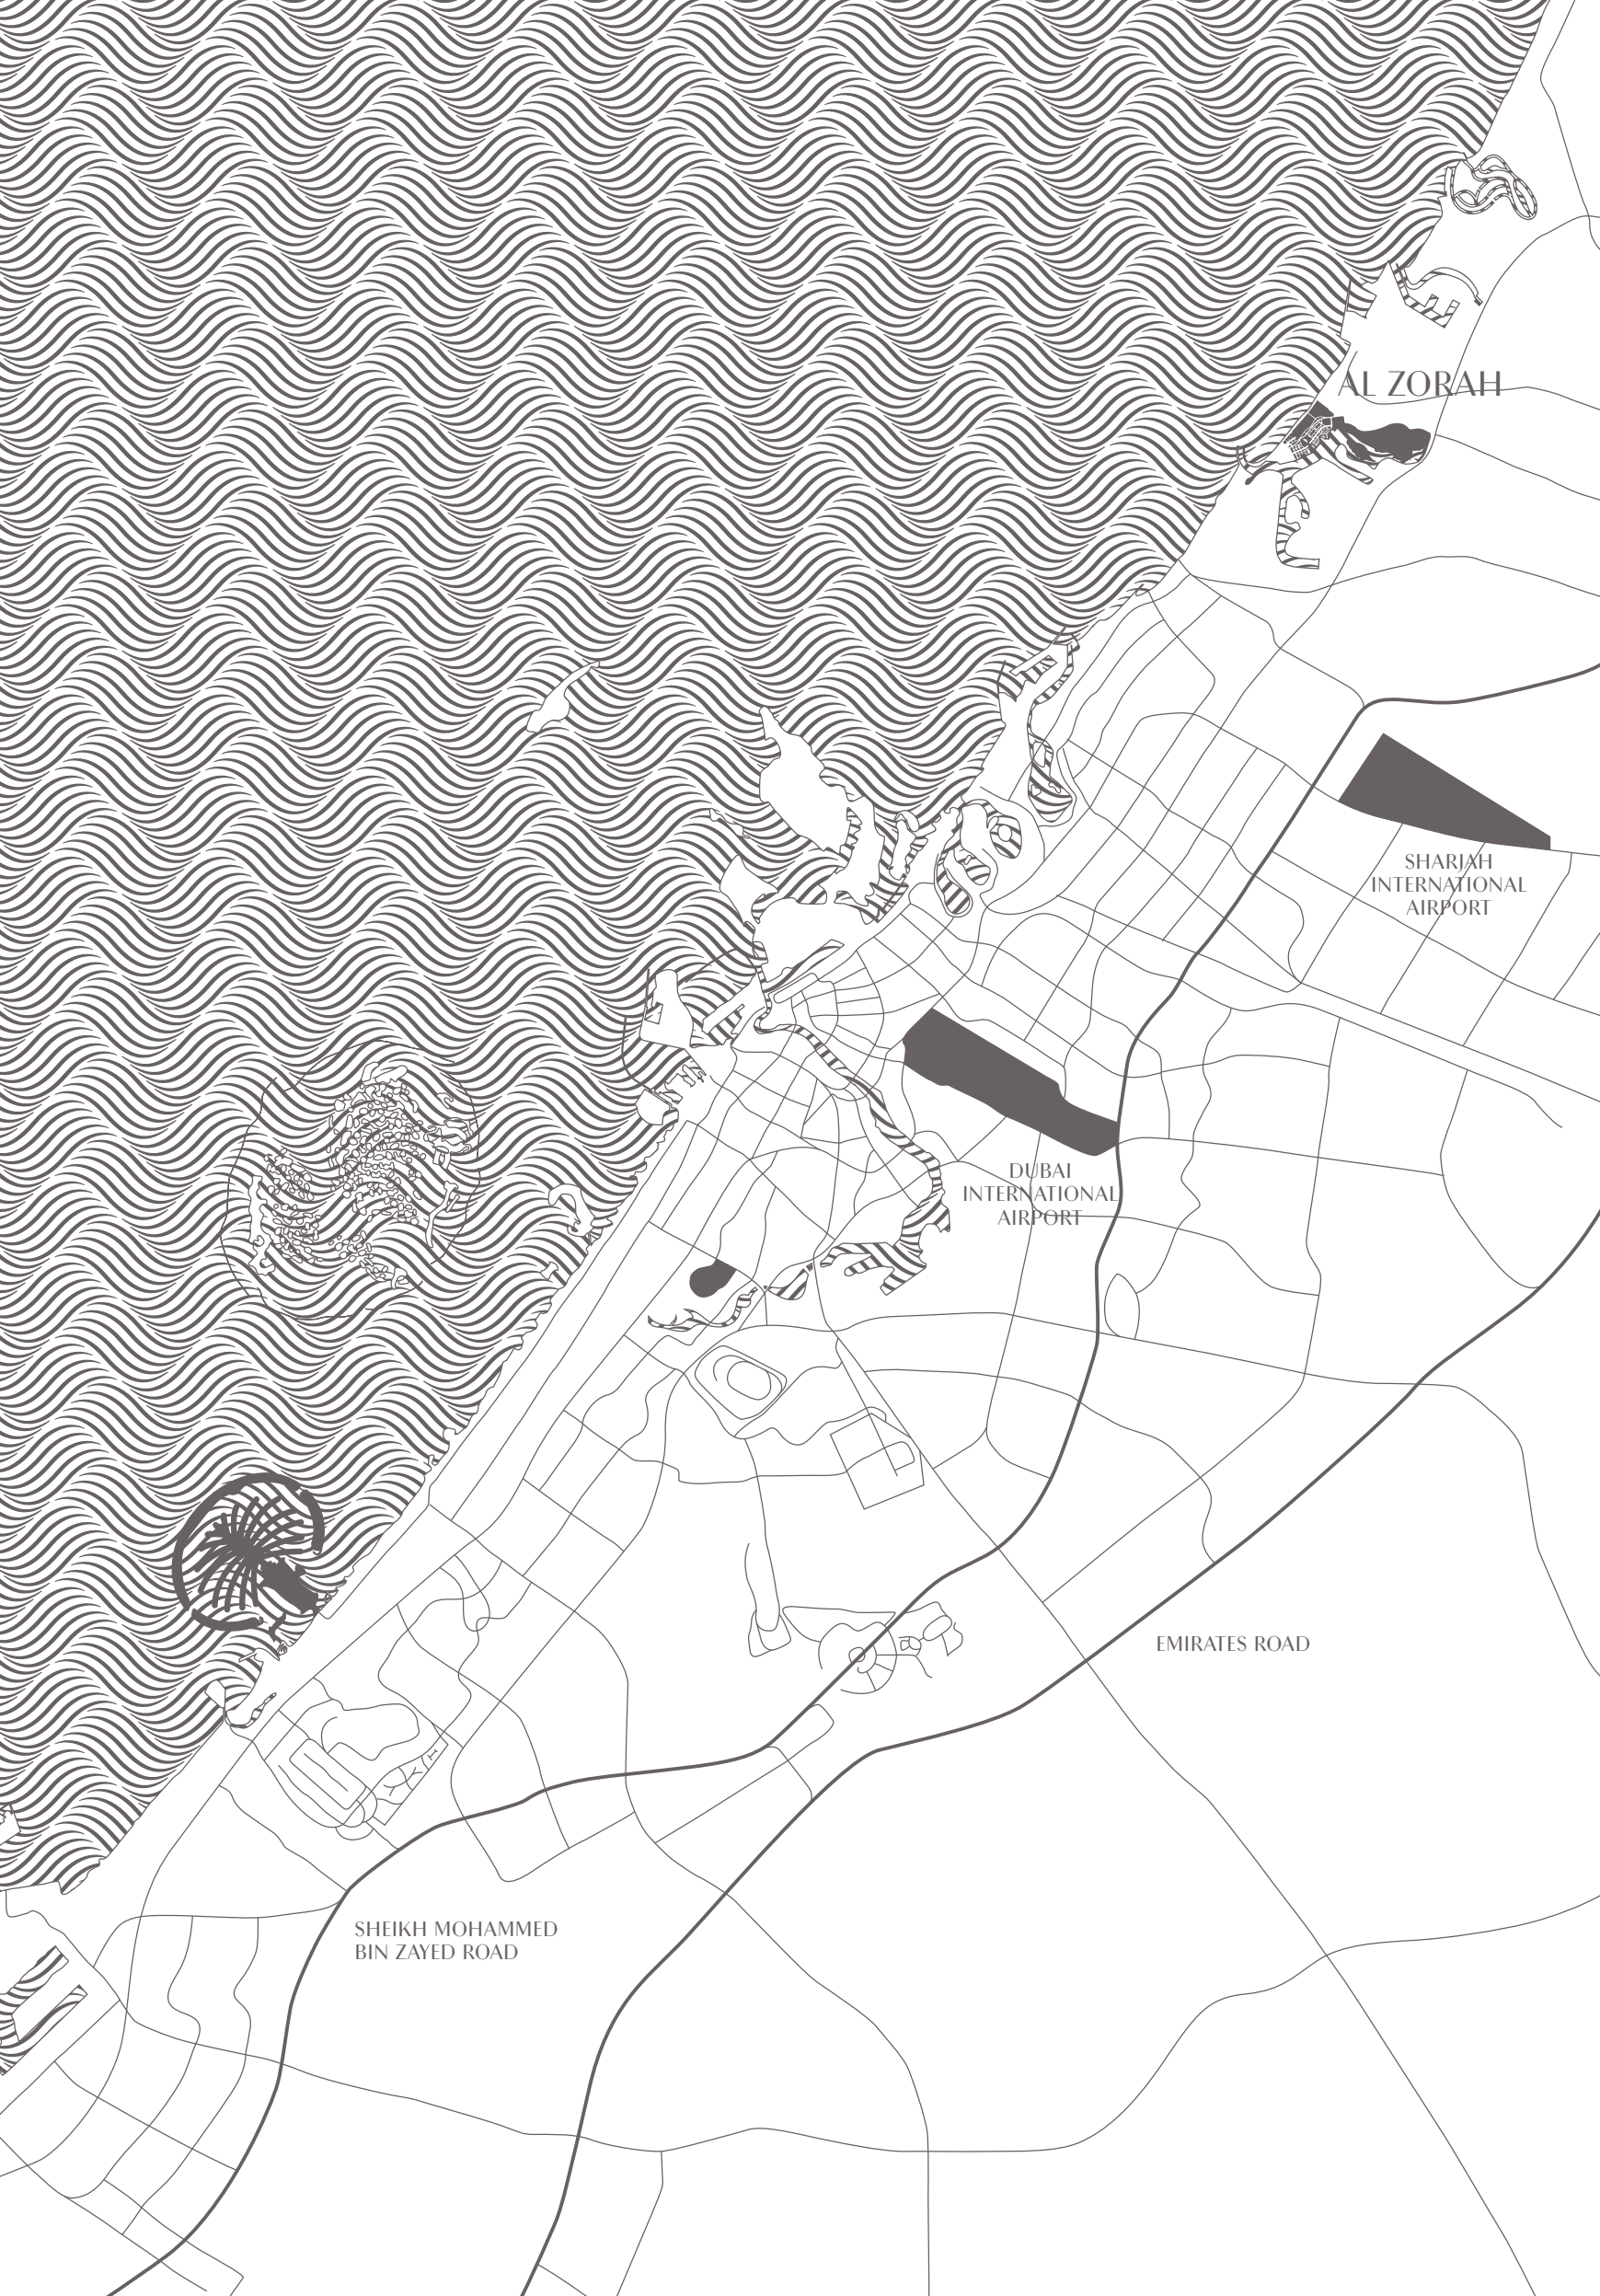 AL ZORAH
SHARJAH
INTERNATIONAL
AIRPORT
DUBAI
INTERNATIONAL
AIRPORT
EMIRATES ROAD
SHEIKH MOHAMMED
BIN ZAYED ROAD